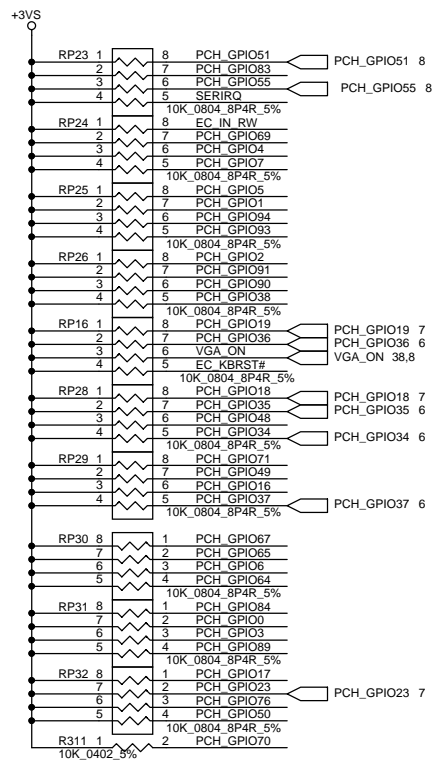 +3VS
RP23 1 8 PCH_GPIO51 PCH_GPIO51 8
2 7 PCH_GPIO83
3 6 PCH_GPIO55 PCH_GPIO55 8
4 5 SERIRQ
10K_0804_8P4R_5%
RP24 1 8 EC_IN_RW
2 7 PCH_GPIO69
3 6 PCH_GPIO4
4 5 PCH_GPIO7
10K_0804_8P4R_5%
RP25 1 8 PCH_GPIO5
2 7 PCH_GPIO1
3 6 PCH_GPIO94
4 5 PCH_GPIO93
10K_0804_8P4R_5%
RP26 1 8 PCH_GPIO2
2 7 PCH_GPIO91
3 6 PCH_GPIO90
4 5 PCH_GPIO38
10K_0804_8P4R_5%
RP16 1 8 PCH_GPIO19 PCH_GPIO19 7
2 7 PCH_GPIO36 PCH_GPIO36 6
3 6 VGA_ON VGA_ON 38,8
4 5 EC_KBRST#
10K_0804_8P4R_5%
RP28 1 8 PCH_GPIO18 PCH_GPIO18 7
2 7 PCH_GPIO35 PCH_GPIO35 6
3 6 PCH_GPIO48
4 5 PCH_GPIO34 PCH_GPIO34 6
10K_0804_8P4R_5%
RP29 1 8 PCH_GPIO71
2 7 PCH_GPIO49
3 6 PCH_GPIO16
4 5 PCH_GPIO37 PCH_GPIO37 6
10K_0804_8P4R_5%
RP30 8 1 PCH_GPIO67
7 2 PCH_GPIO65
6 3 PCH_GPIO6
5 4 PCH_GPIO64
10K_0804_8P4R_5%
RP31 8 1 PCH_GPIO84
7 2 PCH_GPIO0
6 3 PCH_GPIO3
5 4 PCH_GPIO89
10K_0804_8P4R_5%
RP32 8 1 PCH_GPIO17
7 2 PCH_GPIO23 PCH_GPIO23 7
6 3 PCH_GPIO76
5 4 PCH_GPIO50
10K_0804_8P4R_5%
R311 1 2 PCH_GPIO70
10K_0402_5%